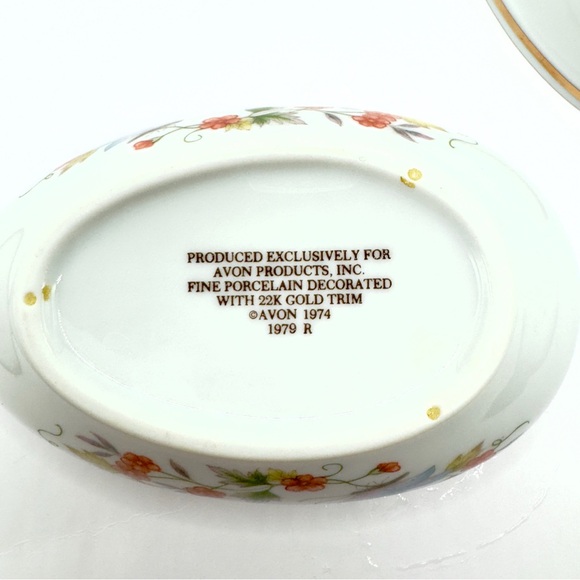 PRODUCED EXCLUSIVELY FOR
AVON PRODUCTS, INC.
FINE PORCELAIN DECORATED
WITH 22K GOLD TRIM
©AVON 1974
1979 R